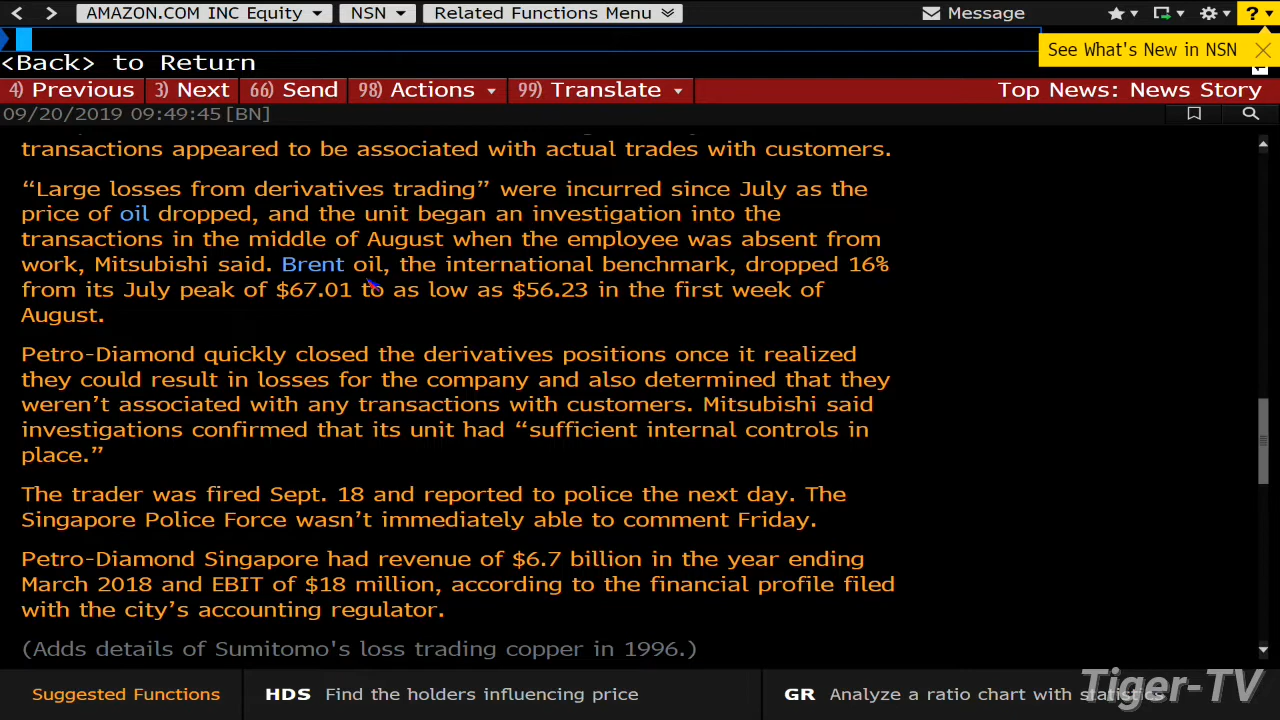 AMAZON.COM INC Equity
NSN
Related Functions Menu
Message
?
See What's New in NSN
<Back> to Return
4) Previous
3) Next
66) Send
98) Actions
99) Translate
Top News: News Story
09/20/2019 09:49:45 [BN]
transactions appeared to be associated with actual trades with customers.
“Large losses from derivatives trading” were incurred since July as the
price of oil dropped, and the unit began an investigation into the
transactions in the middle of August when the employee was absent from
work, Mitsubishi said. Brent oil, the international benchmark, dropped 16%
from its July peak of $67.01 to as low as $56.23 in the first week of
August.
Petro-Diamond quickly closed the derivatives positions once it realized
they could result in losses for the company and also determined that they
weren’t associated with any transactions with customers. Mitsubishi said
investigations confirmed that its unit had “sufficient internal controls in
place.”
The trader was fired Sept. 18 and reported to police the next day. The
Singapore Police Force wasn’t immediately able to comment Friday.
Petro-Diamond Singapore had revenue of $6.7 billion in the year ending
March 2018 and EBIT of $18 million, according to the financial profile filed
with the city’s accounting regulator.
(Adds details of Sumitomo's loss trading copper in 1996.)
Suggested Functions
HDS Find the holders influencing price
GR Analyze a ratio chart with statistics
Tiger-TV